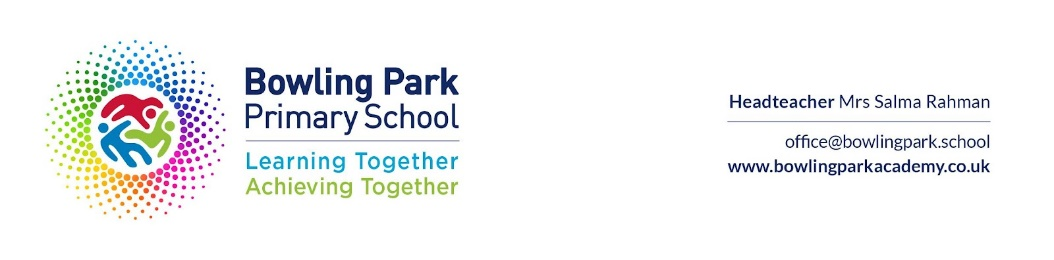 Bowling Park
Primary School
Learning Together
Achieving Together
Headteacher Mrs Salma Rahman
office@bowlingpark.school
www.bowlingparkacademy.co.uk